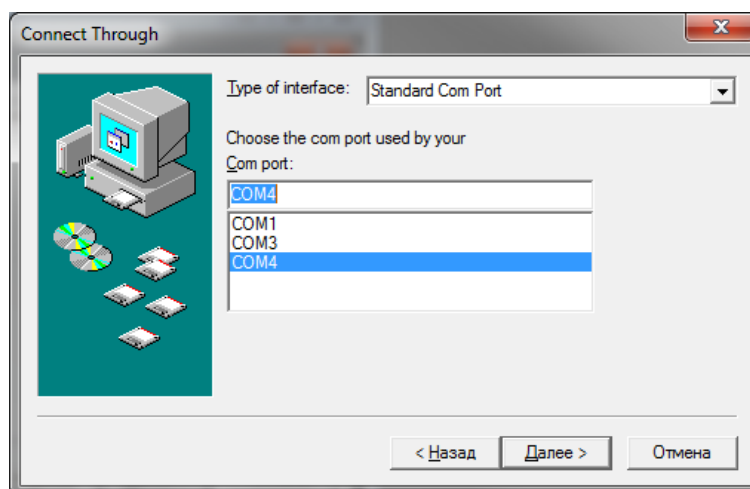 Connect Through
Type of interface: Standard Com Port
Choose the com port used by your
Com port:
COM4
COM1
COM3
COM4
< Назад Далее > Отмена